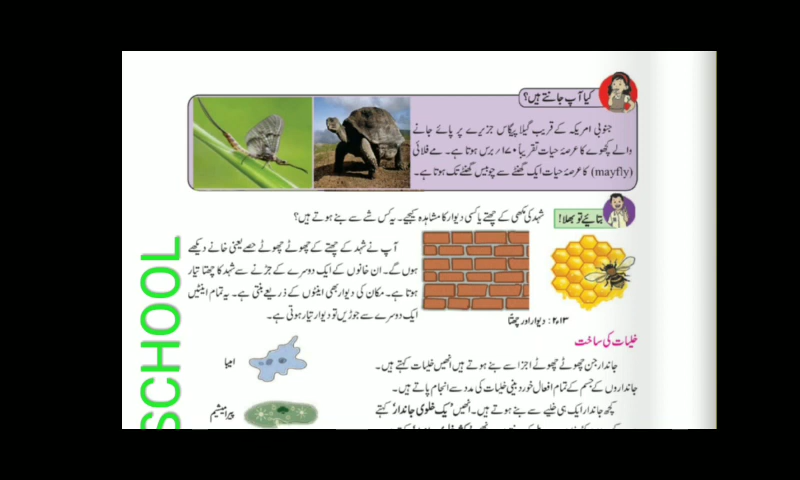 کیا آپ جانتے ہیں؟
جنوبی امریکہ کے قریب گیلاپیگاس جزیرے پر پائے جانے
والے کچھوے کا عرصۂ حیات تقریباً ۱۷۰ برس ہوتا ہے۔ مے فلائی
(mayfly) کا عرصۂ حیات ایک گھنٹے سے چوبیس گھنٹے تک ہوتا ہے۔
بتائیے تو بھلا!
شہد کی مکھی کے چھتے یا کسی دیوار کا مشاہدہ کیجیے۔ یہ کس شے سے بنے ہوتے ہیں؟
آپ نے شہد کے چھتے کے چھوٹے چھوٹے حصے یعنی خانے دیکھے
ہوں گے۔ ان خانوں کے ایک دوسرے کے جڑنے سے شہد کا چھتا تیار
ہوتا ہے۔ مکان کی دیوار بھی اینٹوں کے ذریعے بنتی ہے۔ یہ تمام اینٹیں
ایک دوسرے سے جوڑیں تو دیوار تیار ہوتی ہے۔
۲ء۱۳ : دیوار اور چھتّا
خلیات کی ساخت
جاندار جن چھوٹے چھوٹے اجزا سے بنے ہوتے ہیں انھیں خلیات کہتے ہیں۔
جانداروں کے جسم کے تمام افعال خوردبینی خلیات کی مدد سے انجام پاتے ہیں۔
کچھ جاندار ایک ہی خلیے سے بنے ہوتے ہیں۔ انھیں 'یک خلوی جاندار' کہتے
امیبا
پیرامیشیم
SCHOOL